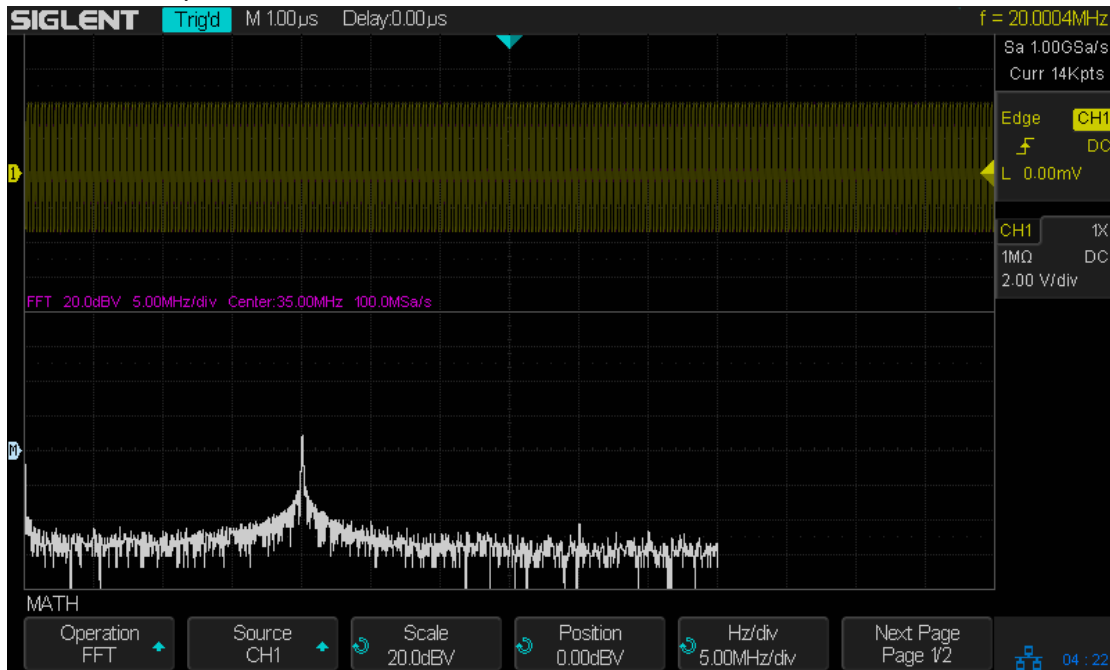 SIGLENT Trig'd M 1.00µs Delay:0.00µs f = 20.0004MHz
Sa 1.00GSa/s
Curr 14Kpts
Edge CH1
DC
L 0.00mV
1
CH1 1X
1MΩ DC
2.00 V/div
FFT 20.0dBV 5.00MHz/div Center:35.00MHz 100.0MSa/s
M
MATH
Operation
FFT
Source
CH1
Scale
20.0dBV
Position
0.00dBV
Hz/div
5.00MHz/div
Next Page
Page 1/2
04:22